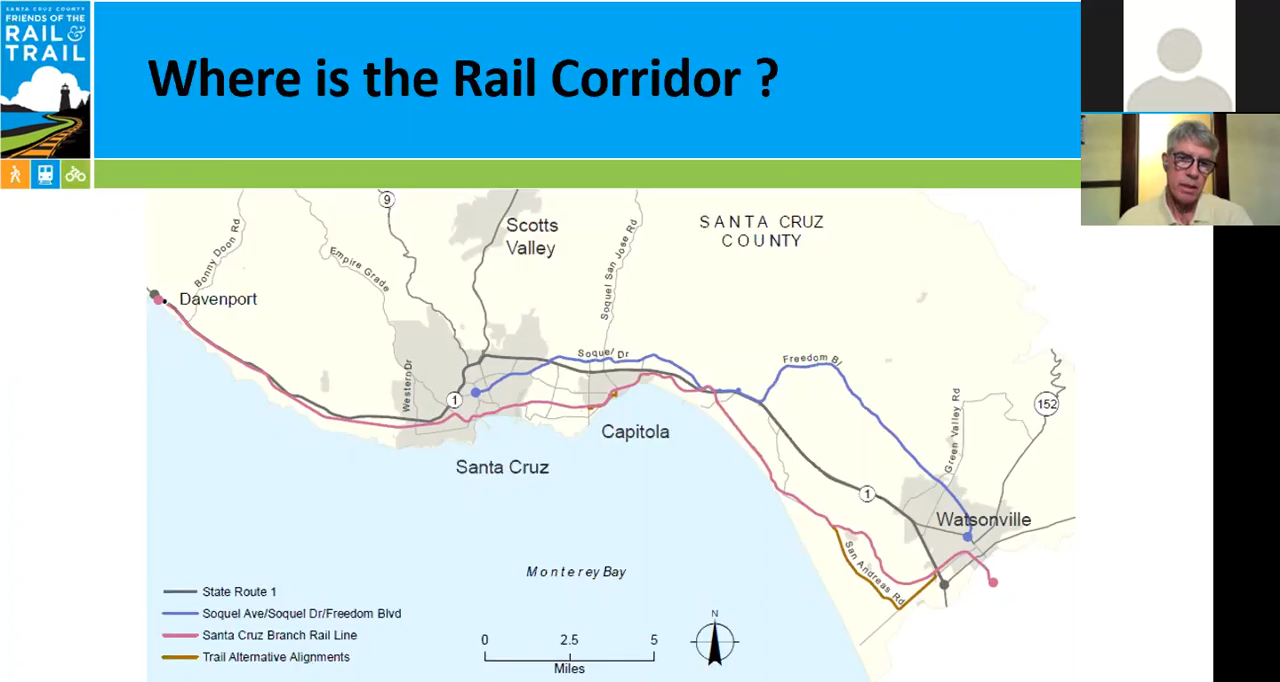 SANTA CRUZ COUNTY
FRIENDS OF THE
RAIL &
TRAIL
Where is the Rail Corridor ?
9
Scotts
Valley
SANTA CRUZ
COUNTY
Bonny Doon Rd
Empire Grade
Soquel San Jose Rd
Davenport
Soquel Dr
Freedom Bl
Western Dr
1
152
Green Valley Rd
Capitola
Santa Cruz
1
Watsonville
San Andreas Rd
Monterey Bay
State Route 1
Soquel Ave/Soquel Dr/Freedom Blvd
Santa Cruz Branch Rail Line
Trail Alternative Alignments
0 2.5 5
Miles
N